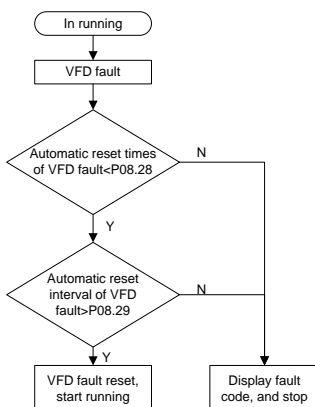 In running
VFD fault
Automatic reset times
of VFD fault<P08.28
N
Y
Automatic reset
interval of VFD
fault>P08.29
N
Y
VFD fault reset,
start running
Display fault
code, and stop